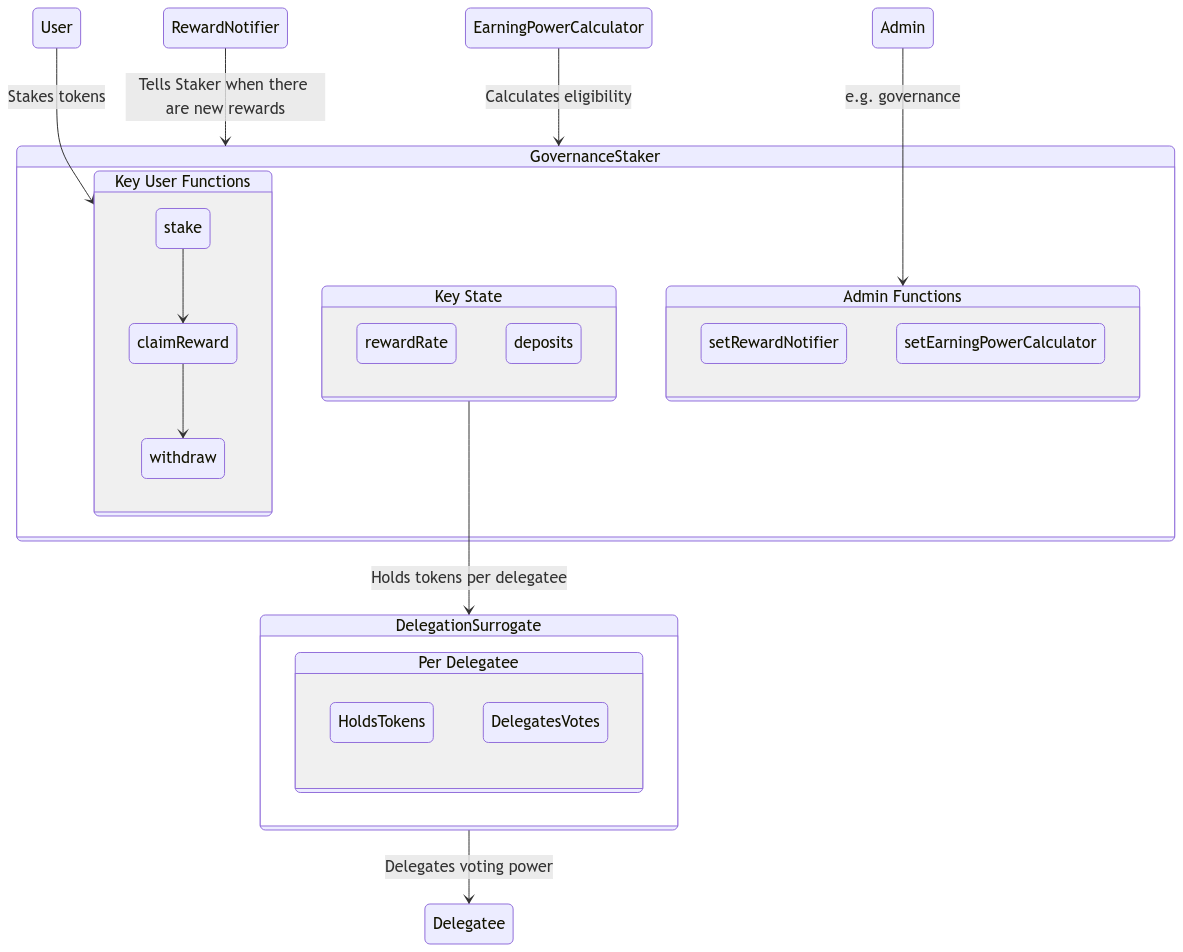 User
RewardNotifier
EarningPowerCalculator
Admin
Stakes tokens
Tells Staker when there
are new rewards
Calculates eligibility
e.g. governance
GovernanceStaker
Key User Functions
stake
claimReward
withdraw
Key State
rewardRate
deposits
Admin Functions
setRewardNotifier
setEarningPowerCalculator
Holds tokens per delegatee
DelegationSurrogate
Per Delegatee
HoldsTokens
DelegatesVotes
Delegates voting power
Delegatee